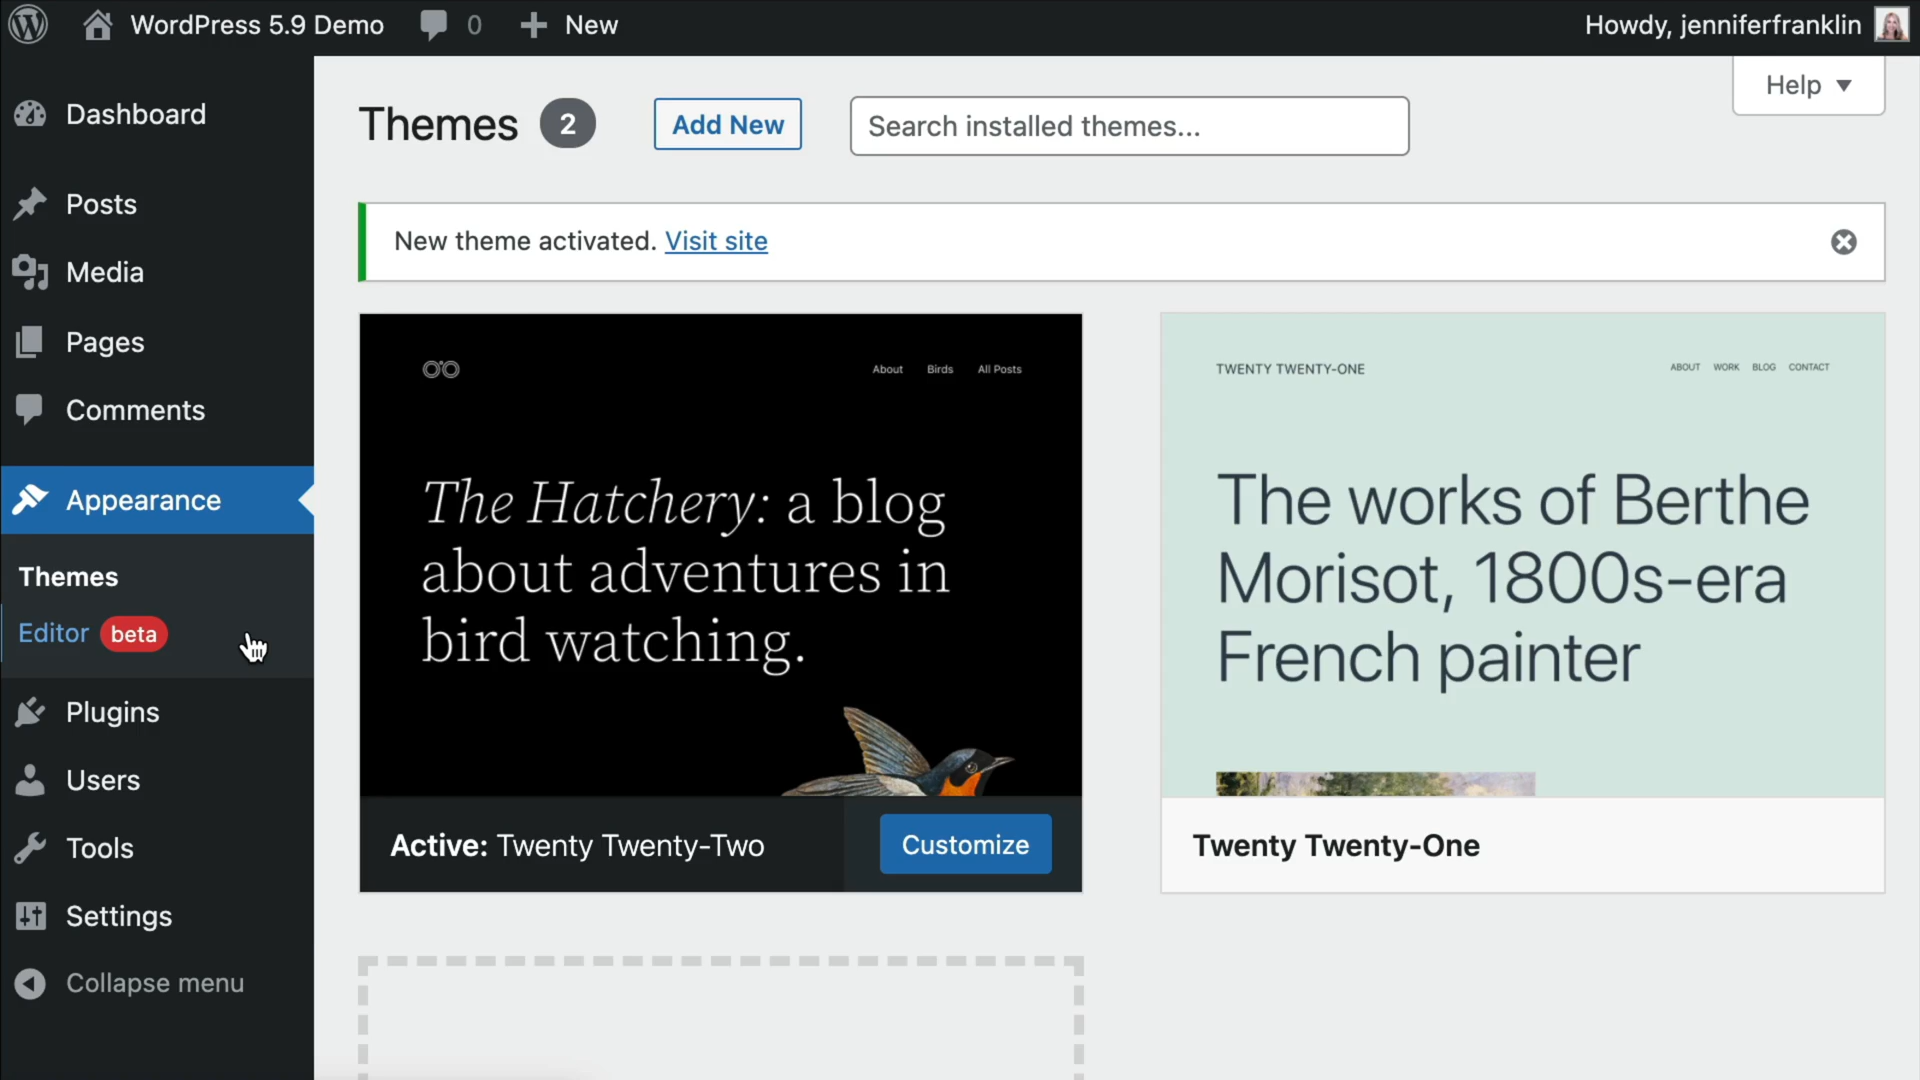 WordPress 5.9 Demo
0
New
Howdy, jenniferfranklin
Dashboard
Posts
Media
Pages
Comments
Appearance
Themes
Editor beta
Plugins
Users
Tools
Settings
Collapse menu
Themes 2
Add New
Search installed themes...
Help
New theme activated. Visit site
About Birds All Posts
The Hatchery: a blog
about adventures in
bird watching.
Active: Twenty Twenty-Two
Customize
TWENTY TWENTY-ONE
ABOUT WORK BLOG CONTACT
The works of Berthe
Morisot, 1800s-era
French painter
Twenty Twenty-One